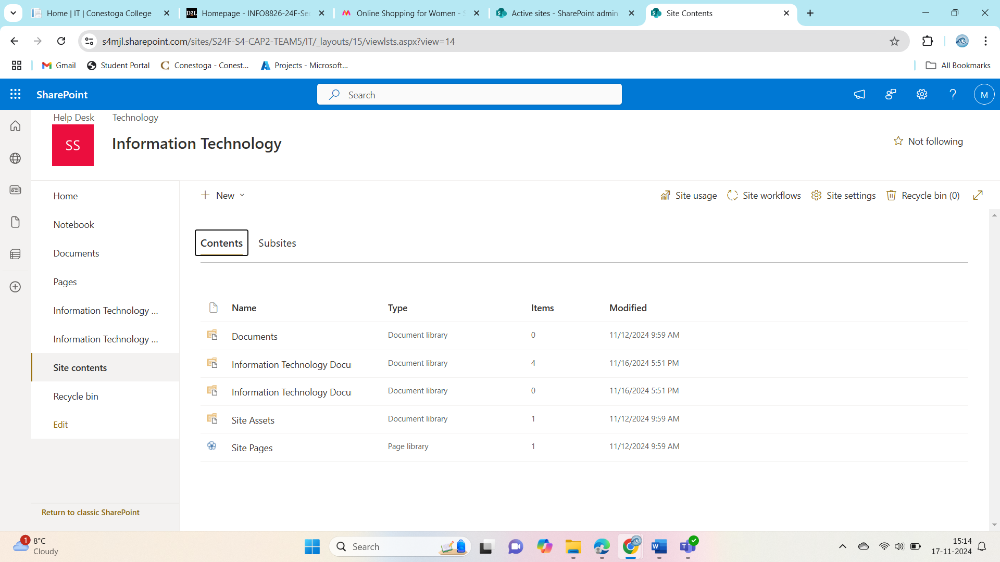 Home | IT | Conestoga College
D2L Homepage - INFO8826-24F-Sec
Online Shopping for Women - S
Active sites - SharePoint admin
Site Contents
s4mjl.sharepoint.com/sites/S24F-S4-CAP2-TEAM5/IT/_layouts/15/viewlsts.aspx?view=14
Gmail
Student Portal
Conestoga - Conest...
Projects - Microsoft...
All Bookmarks
SharePoint
Search
M
Help Desk
Technology
SS
Information Technology
Not following
Home
Notebook
Documents
Pages
Information Technology ...
Information Technology ...
Site contents
Recycle bin
Edit
Return to classic SharePoint
New
Site usage
Site workflows
Site settings
Recycle bin (0)
Contents
Subsites
Name Type Items Modified
Documents Document library 0 11/12/2024 9:59 AM
Information Technology Docu Document library 4 11/16/2024 5:51 PM
Information Technology Docu Document library 0 11/16/2024 5:51 PM
Site Assets Document library 1 11/12/2024 9:59 AM
Site Pages Page library 1 11/12/2024 9:59 AM
1
8°C
Cloudy
Search
15:14
17-11-2024